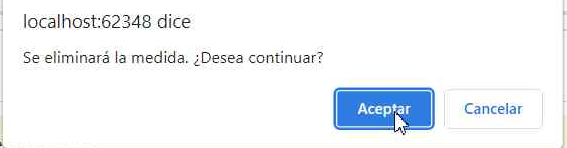 localhost:62348 dice
Se eliminará la medida. ¿Desea continuar?
Aceptar
Cancelar